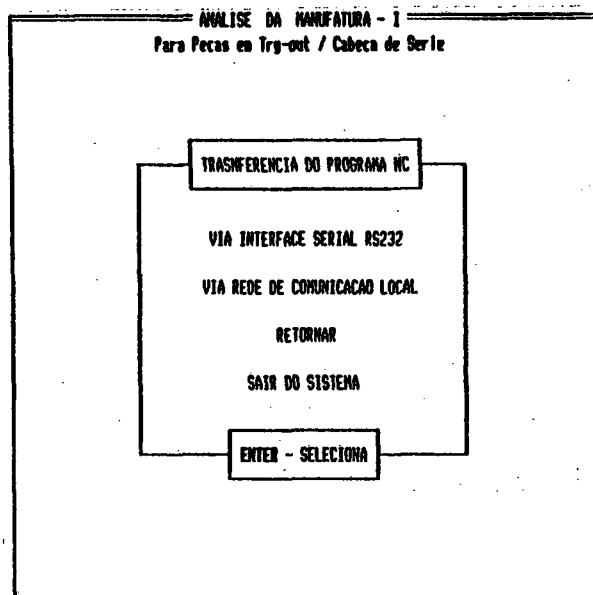 ANALISE DA MANUFATURA - I
Para Pecas em Try-out / Cabeca de Serie
TRASNFERENCIA DO PROGRAMA NC
VIA INTERFACE SERIAL RS232
VIA REDE DE COMUNICACAO LOCAL
RETORNAR
SAIR DO SISTEMA
ENTER - SELECIONA